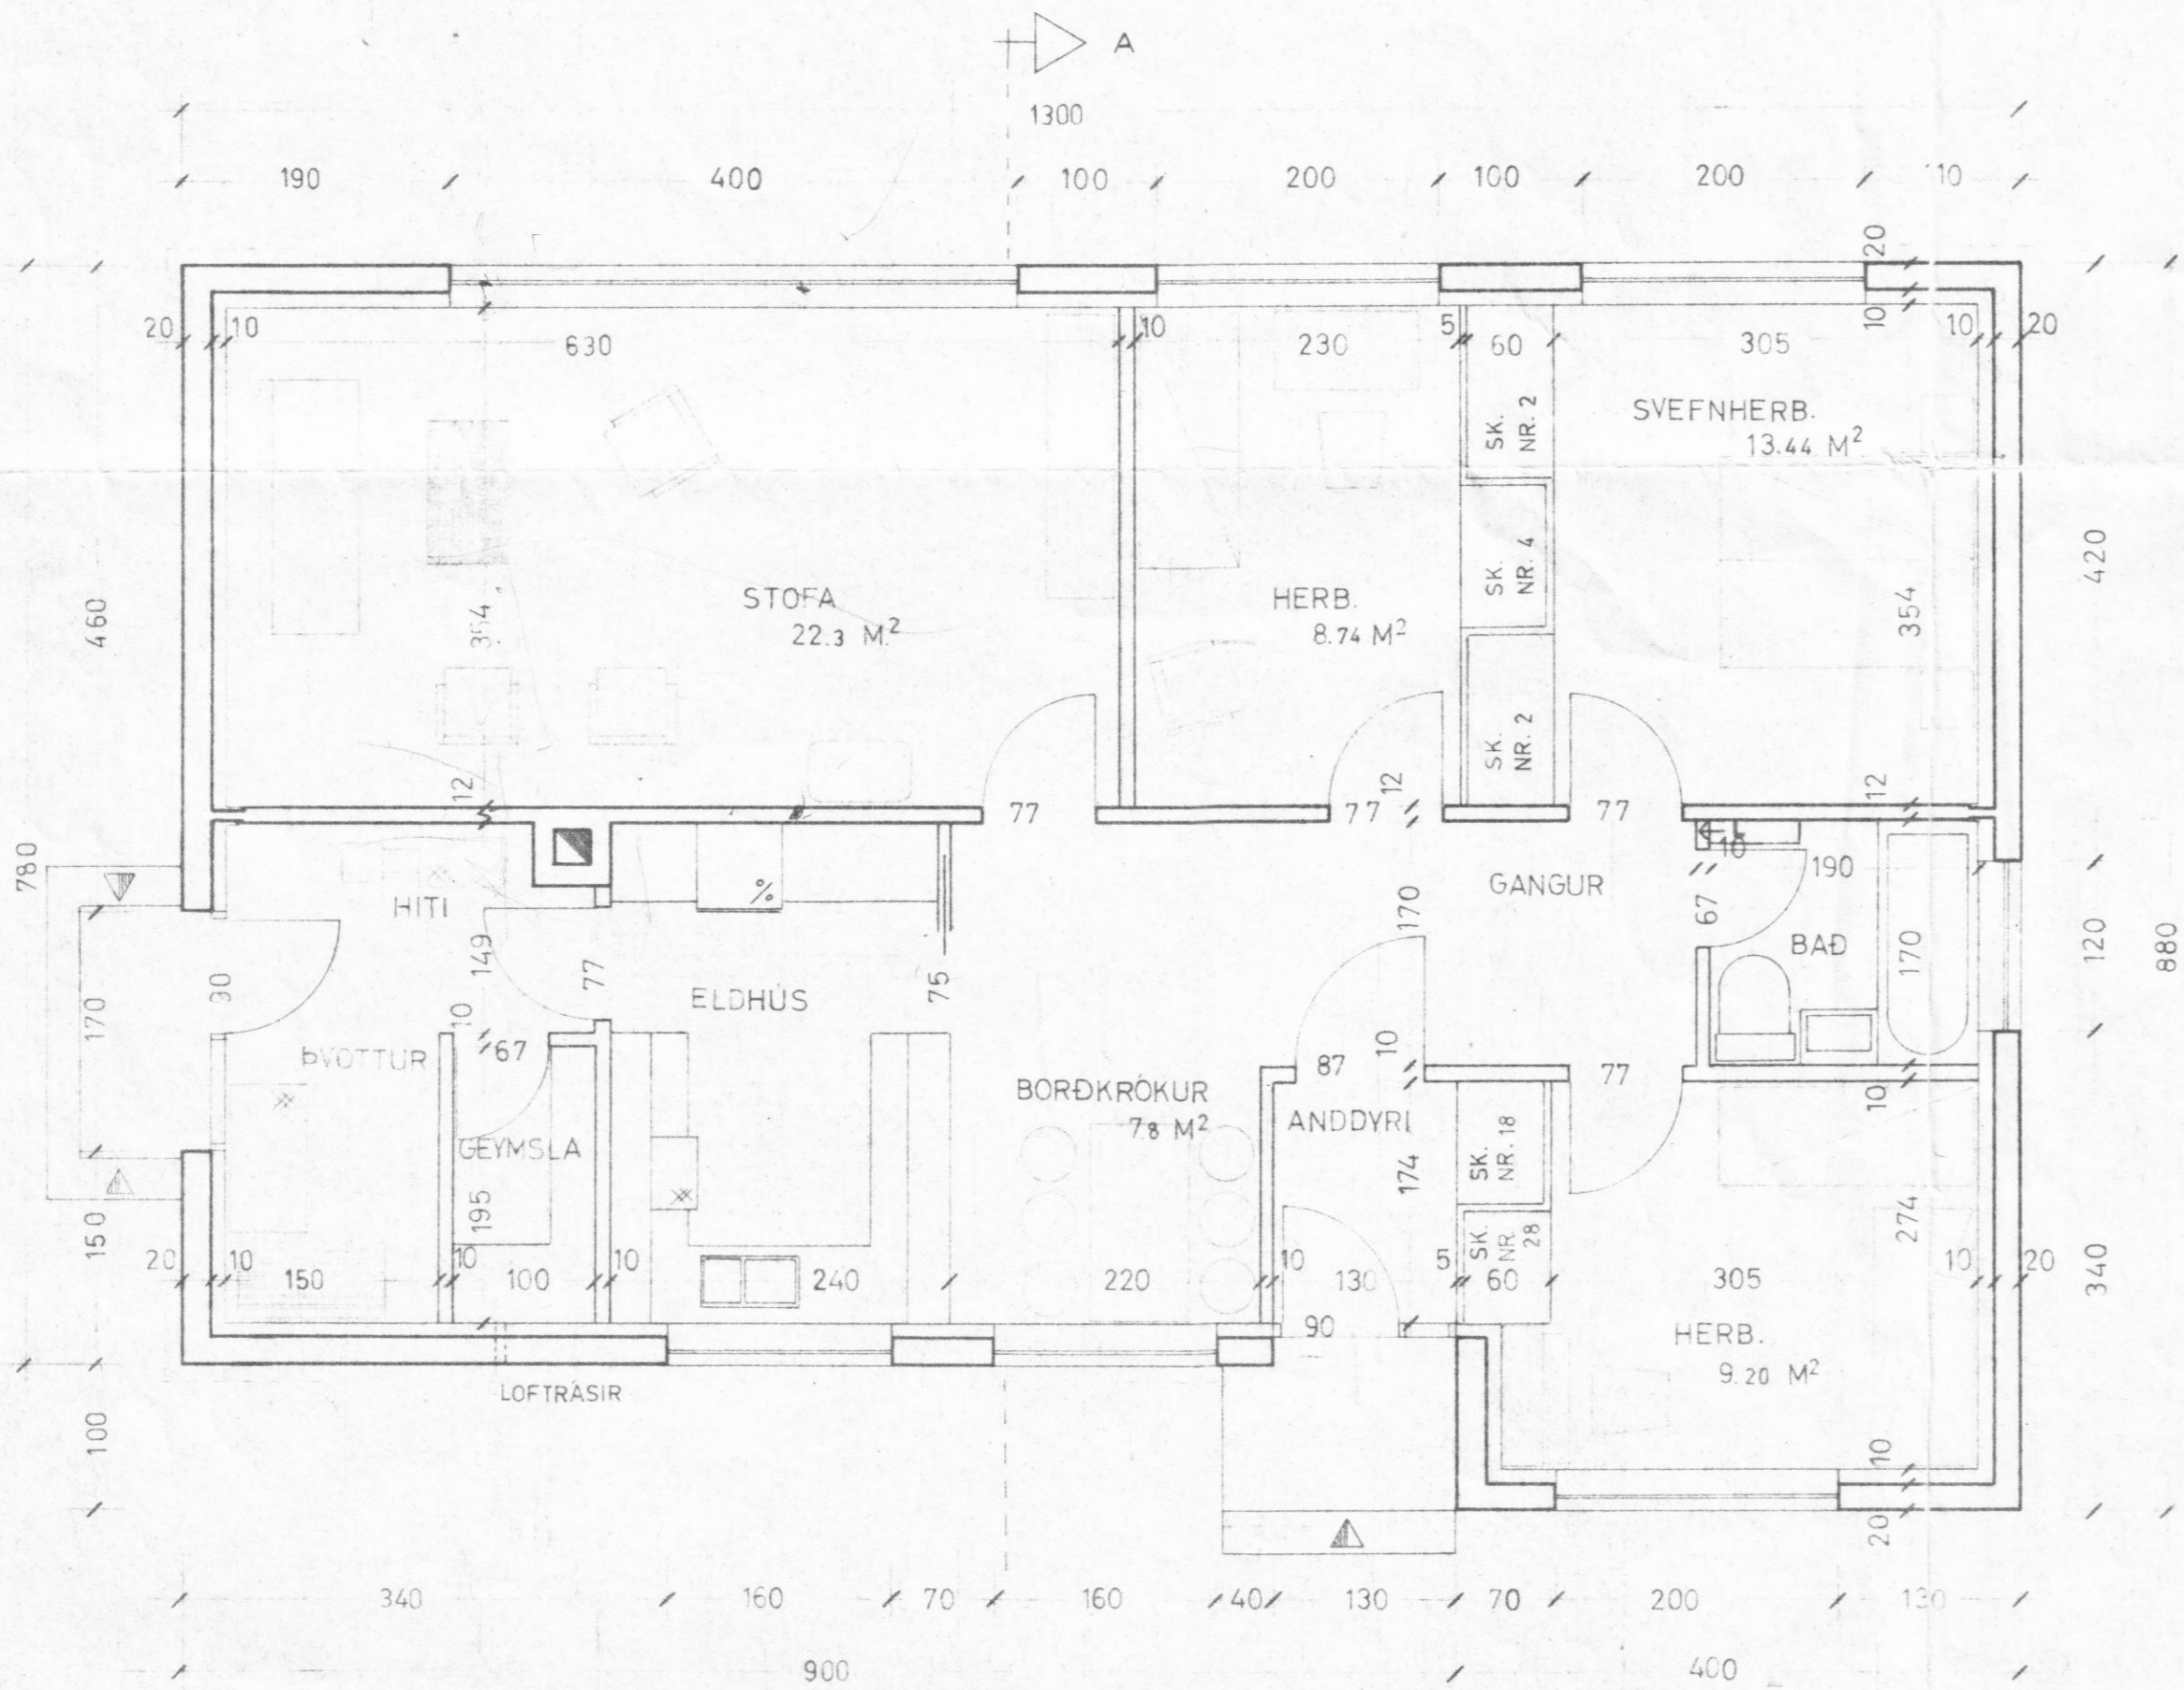 A
1300
190 400 100 200 100 200 110
20
20 10 630 10 230 5 60 305 10 10 20
SK. NR. 2
SVEFNHERB.
13.44 M²
SK. NR. 4
460 354 STOFA
22.3 M²
HERB.
8.74 M²
354 420
SK. NR. 2
12 12 12
77 77 77
780
HITI
149 77
%
170 GANGUR
10 190
67 BAÐ 170
120 880
90 170
ÞVOTTUR
10 67
ELDHÚS 75
BORÐKRÓKUR
7.8 M²
87 10 77
ANDDYRI
174
SK. NR. 18
10
GEYMSLA
195
SK. NR. 28
274
150
20 10 150 10 100 10 240 220 10 130 5 60 305 10 20
340
90
HERB.
9.20 M²
LOFTRÁSIR
100
10
20
340 160 70 160 40 130 70 200 130
900 400